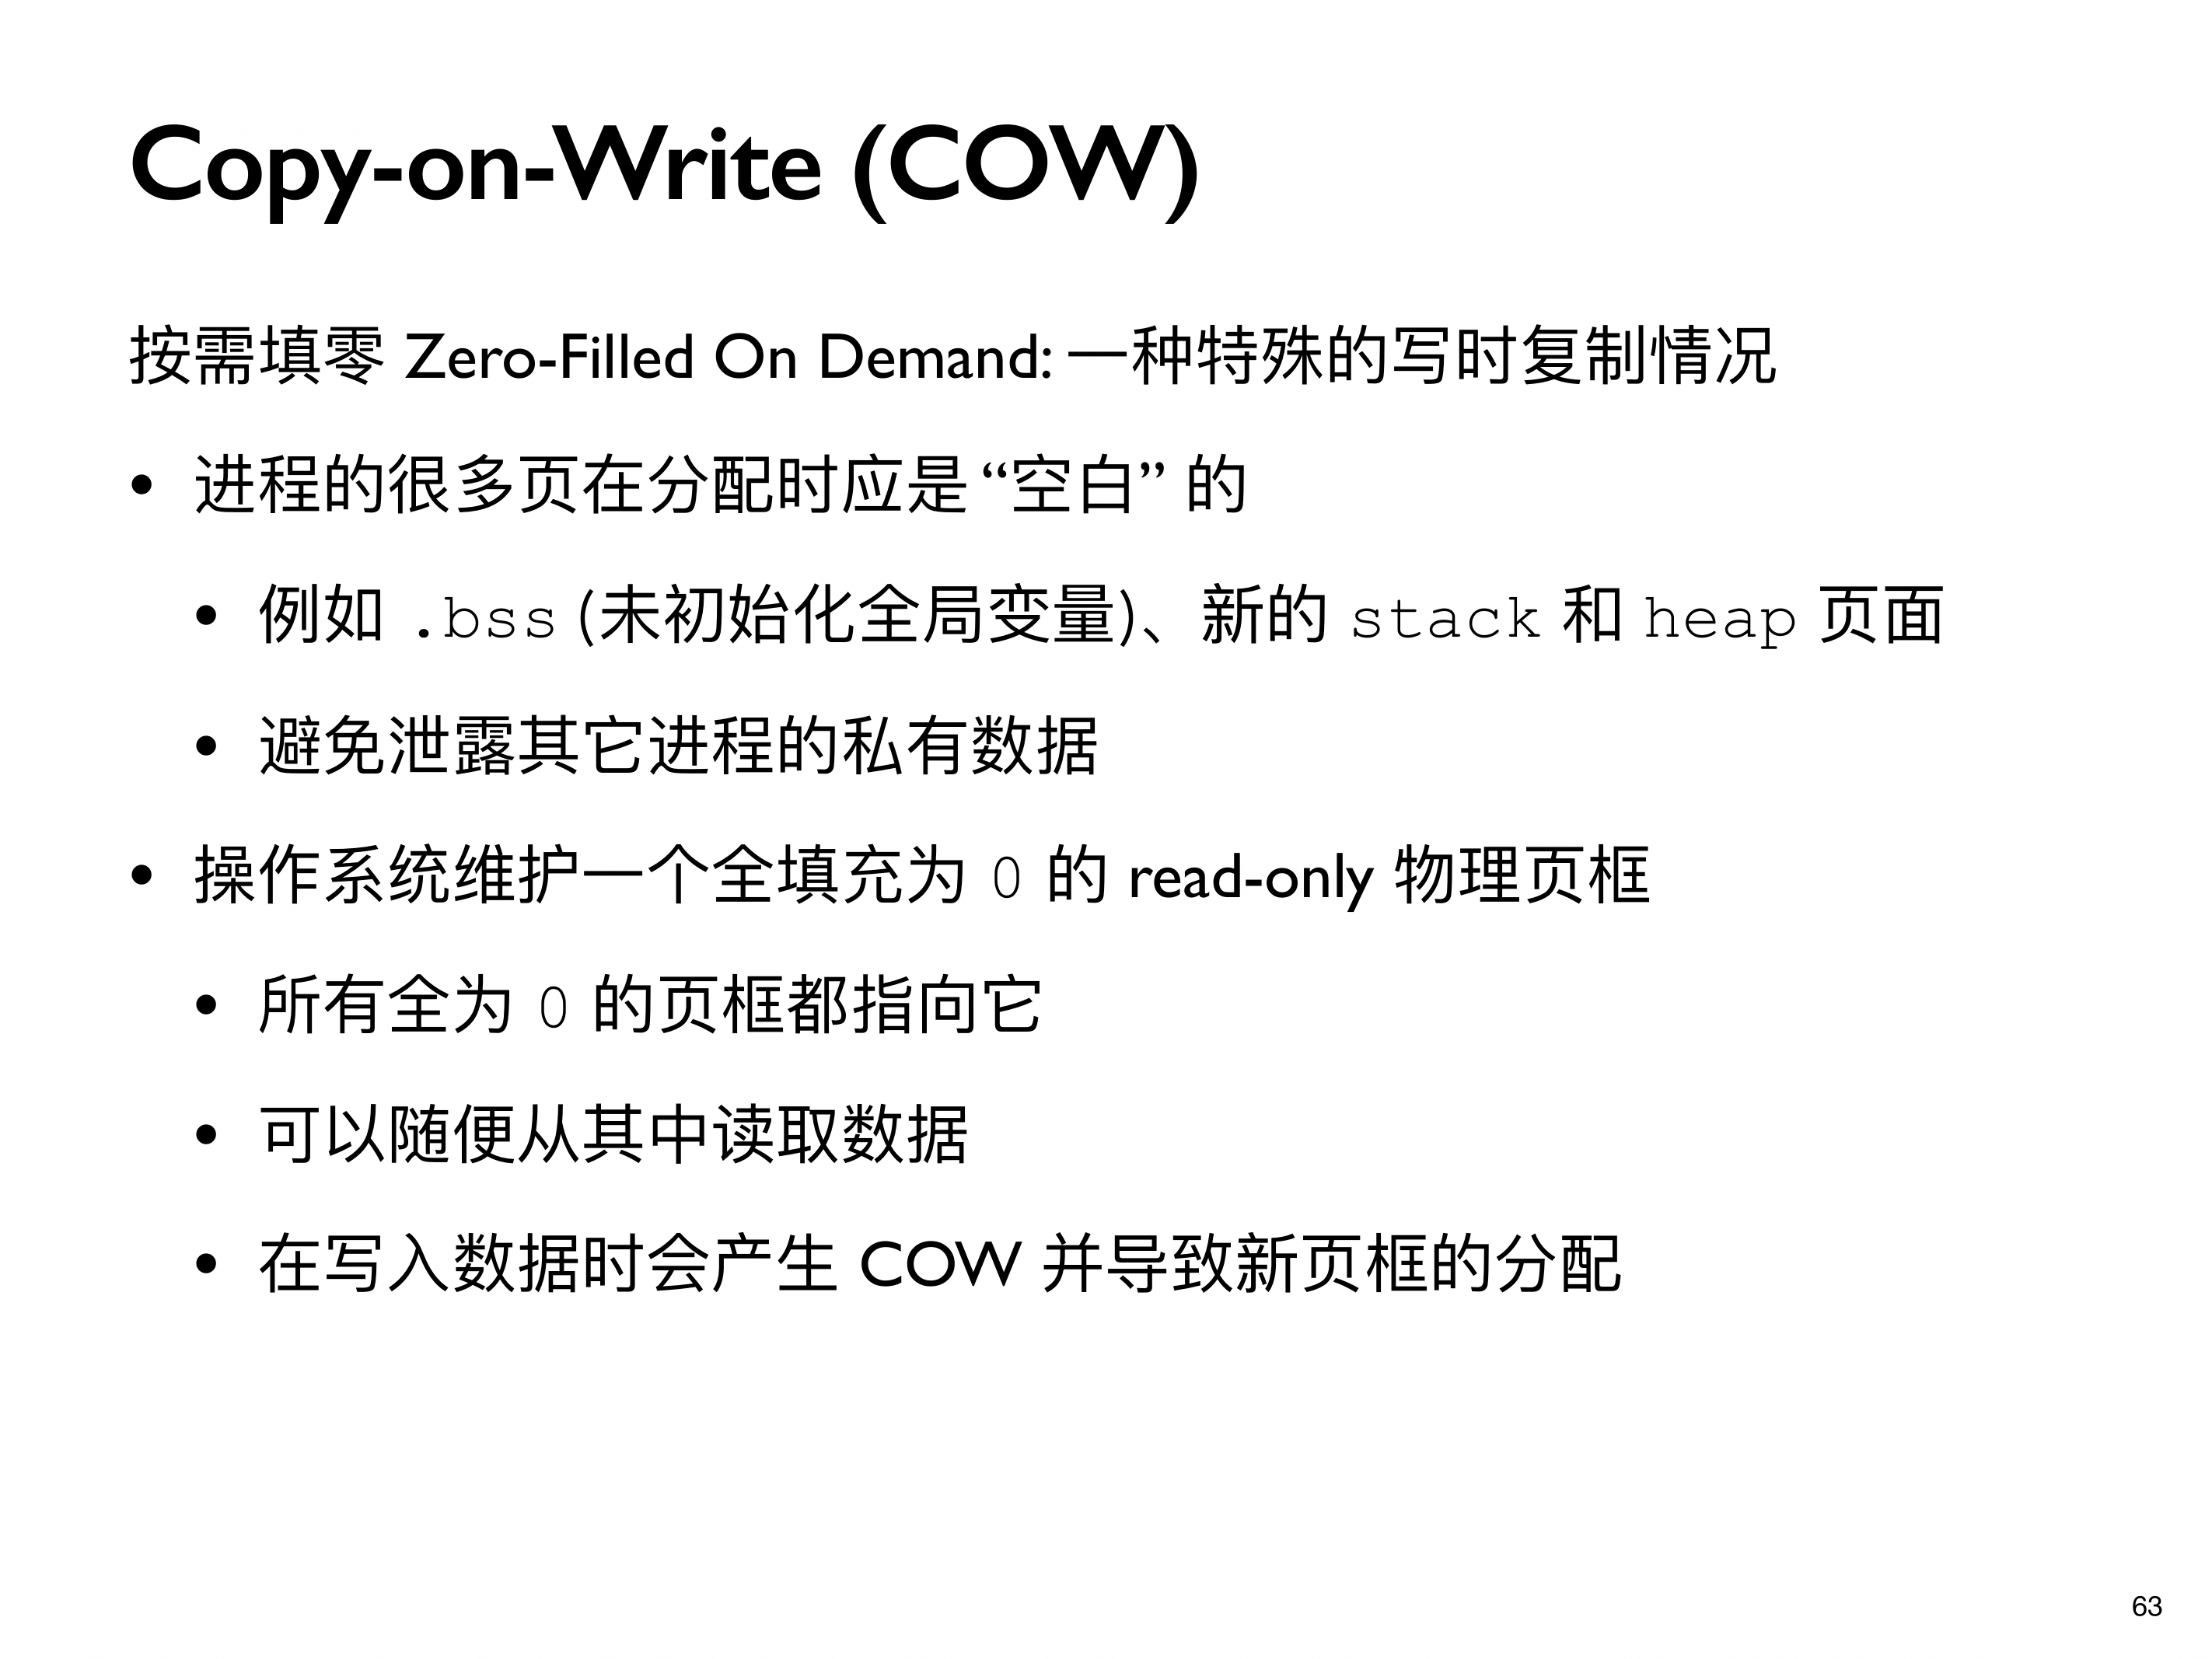 Copy-on-Write (COW)
按需填零 Zero-Filled On Demand: 一种特殊的写时复制情况
• 进程的很多页在分配时应是 “空白” 的
• 例如 .bss (未初始化全局变量)、新的 stack 和 heap 页面
• 避免泄露其它进程的私有数据
• 操作系统维护一个全填充为 0 的 read-only 物理页框
• 所有全为 0 的页框都指向它
• 可以随便从其中读取数据
• 在写入数据时会产生 COW 并导致新页框的分配
63